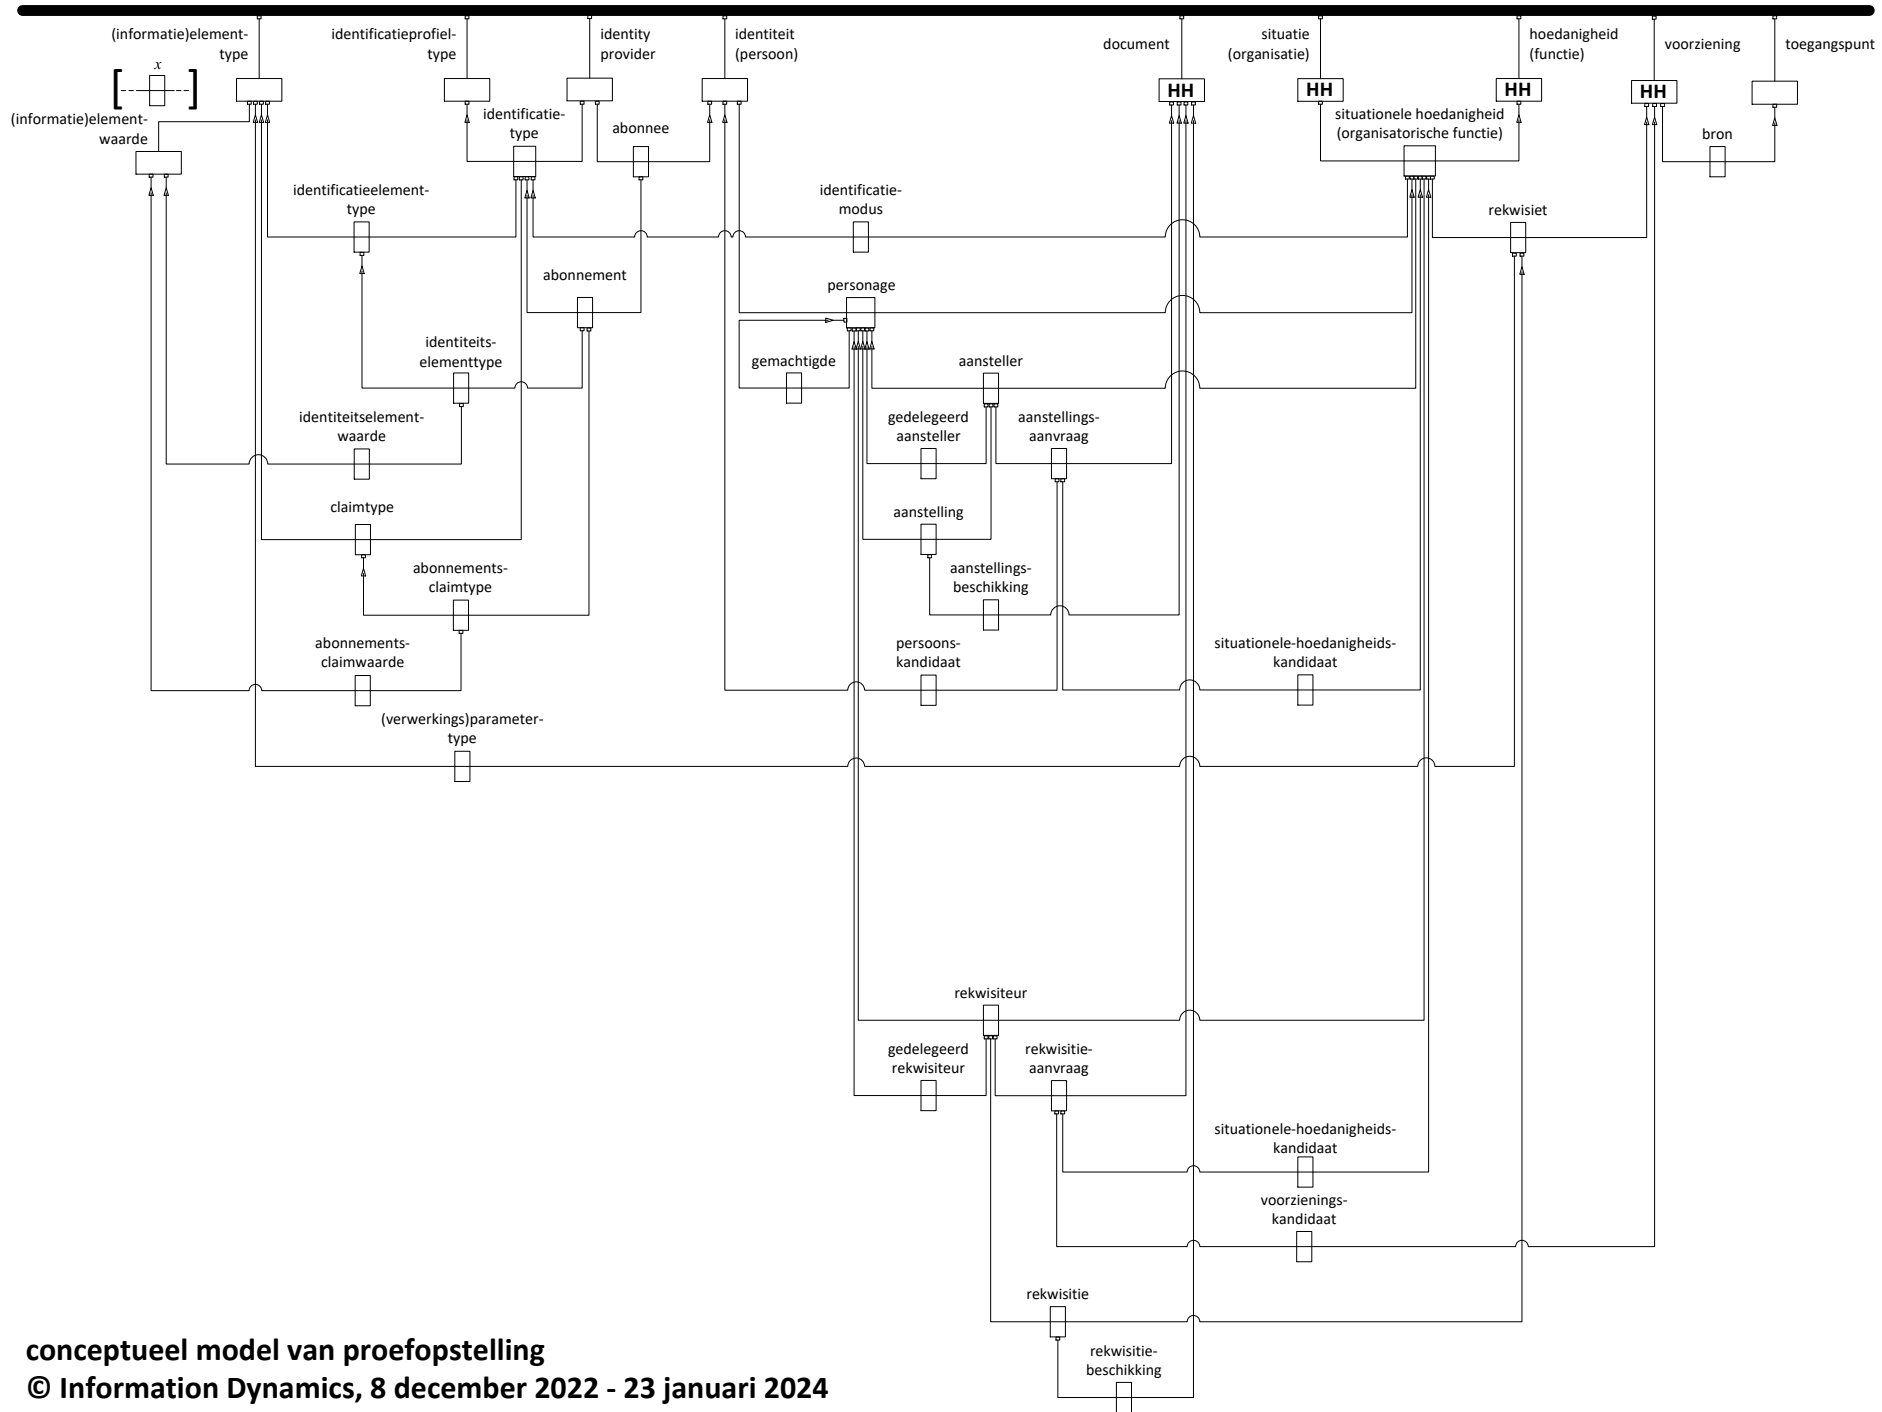 (informatie)element-
type
identificatieprofiel-
type
identity
provider
identiteit
(persoon)
document
situatie
(organisatie)
hoedanigheid
(functie)
voorziening
toegangspunt
x
[ ]
HH
HH
HH
HH
(informatie)element-
waarde
identificatie-
type
abonnee
situationele hoedanigheid
(organisatorische functie)
bron
identificatieelement-
type
identificatie-
modus
rekwisiet
abonnement
personage
identiteits-
elementtype
gemachtigde
aansteller
identiteitselement-
waarde
gedelegeerd
aansteller
aanstellings-
aanvraag
claimtype
aanstelling
abonnements-
claimtype
aanstellings-
beschikking
abonnements-
claimwaarde
persoons-
kandidaat
situationele-hoedanigheids-
kandidaat
(verwerkings)parameter-
type
rekwisiteur
gedelegeerd
rekwisiteur
rekwisitie-
aanvraag
situationele-hoedanigheids-
kandidaat
voorzienings-
kandidaat
rekwisitie
rekwisitie-
beschikking
conceptueel model van proefopstelling
© Information Dynamics, 8 december 2022 - 23 januari 2024